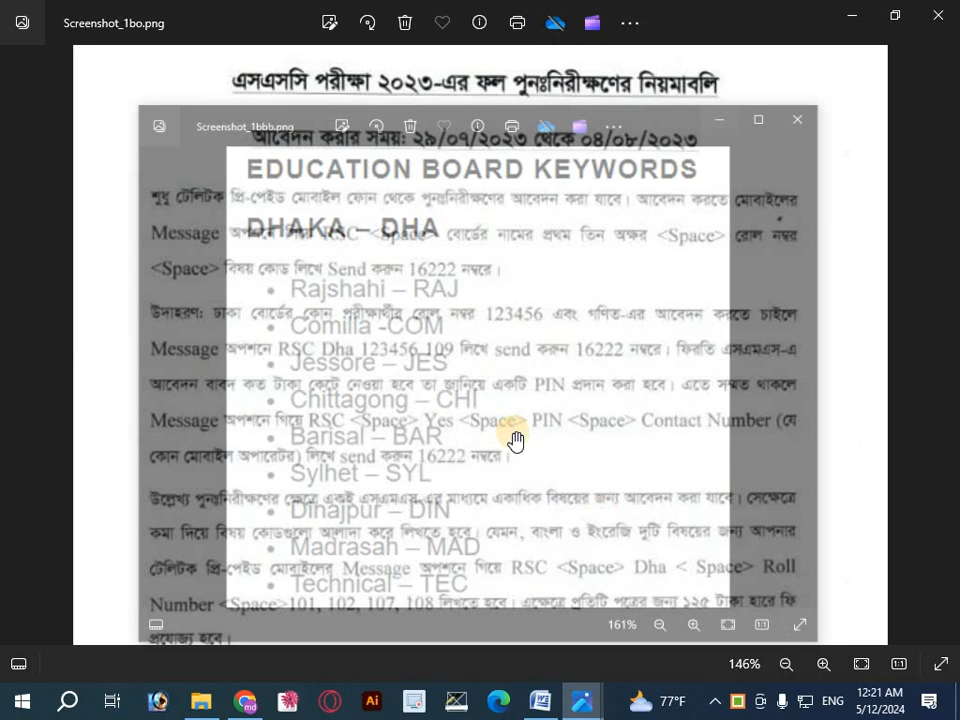 Screenshot_1bo.png
এসএসসি পরীক্ষা ২০২৩-এর ফল পুনঃনিরীক্ষণের নিয়মাবলি
Screenshot_1bbb.png
আবেদন করার সময়: ২৯/০৭/২০২৩ থেকে ০৪/০৮/২০২৩
EDUCATION BOARD KEYWORDS
শুধু টেলিটক প্রি-পেইড মোবাইল ফোন থেকে পুনঃনিরীক্ষণের আবেদন করা যাবে। আবেদন করতে মোবাইলের
DHAKA – DHA
Message অপশনে গিয়ে RSC <Space> বোর্ডের নামের প্রথম তিন অক্ষর <Space> রোল নম্বর
<Space> বিষয় কোড লিখে Send করুন 16222 নম্বরে।
• Rajshahi – RAJ
উদাহরণ: ঢাকা বোর্ডের কোন পরীক্ষার্থীর রোল নম্বর 123456 এবং গণিত-এর আবেদন করতে চাইলে
• Comilla -COM
Message অপশনে RSC Dha 123456 109 লিখে send করুন 16222 নম্বরে। ফিরতি এসএমএস-এ
• Jessore – JES
আবেদন বাবদ কত টাকা কেটে নেওয়া হবে তা জানিয়ে একটি PIN প্রদান করা হবে। এতে সম্মত থাকলে
• Chittagong – CHI
Message অপশনে গিয়ে RSC <Space> Yes <Space> PIN <Space> Contact Number (যে
• Barisal – BAR
কোন মোবাইল অপারেটর) লিখে send করুন 16222 নম্বরে।
• Sylhet – SYL
উল্লেখ্য পুনঃনিরীক্ষণের ক্ষেত্রে একই এসএমএস-এর মাধ্যমে একাধিক বিষয়ের জন্য আবেদন করা যাবে। সেক্ষেত্রে
• Dinajpur – DIN
কমা দিয়ে বিষয় কোডগুলো আলাদা করে লিখতে হবে। যেমন, বাংলা ও ইংরেজি দুটি বিষয়ের জন্য আপনার
• Madrasah – MAD
টেলিটক প্রি-পেইড মোবাইলের Message অপশনে গিয়ে RSC <Space> Dha < Space> Roll
• Technical – TEC
Number <Space>101, 102, 107, 108 লিখতে হবে। এক্ষেত্রে প্রতিটি পত্রের জন্য ১২৫ টাকা হারে ফি
161%
1:1
প্রযোজ্য হবে।
146%
1:1
Ai
77°F
ENG
12:21 AM
5/12/2024